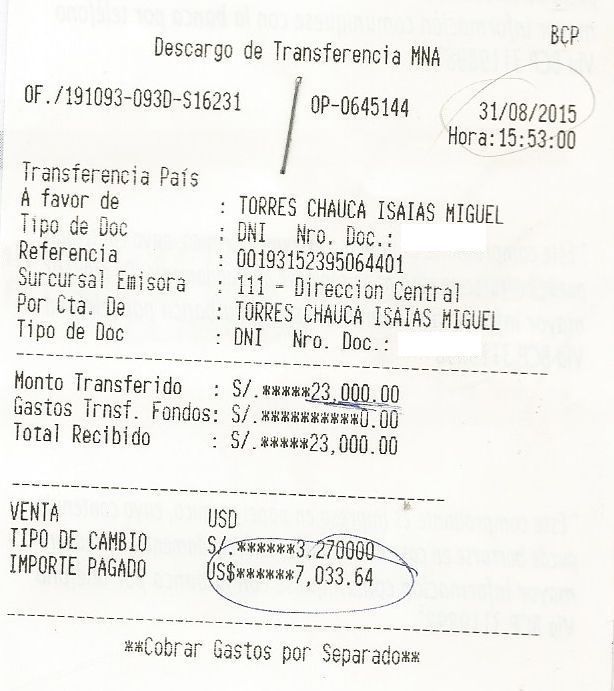 BCP
Descargo de Transferencia MNA
OF./191093-093D-S16231 OP-0645144 31/08/2015
Hora:15:53:00
Transferencia País
A favor de : TORRES CHAUCA ISAIAS MIGUEL
Tipo de Doc : DNI Nro. Doc.:
Referencia : 00193152395064401
Surcursal Emisora : 111 - Direccion Central
Por Cta. De : TORRES CHAUCA ISAIAS MIGUEL
Tipo de Doc : DNI Nro. Doc.:
Monto Transferido : S/.*****23,000.00
Gastos Trnsf. Fondos: S/.**********0.00
Total Recibido : S/.*****23,000.00
VENTA USD
TIPO DE CAMBIO S/.******3.270000
IMPORTE PAGADO US$******7,033.64
**Cobrar Gastos por Separado**